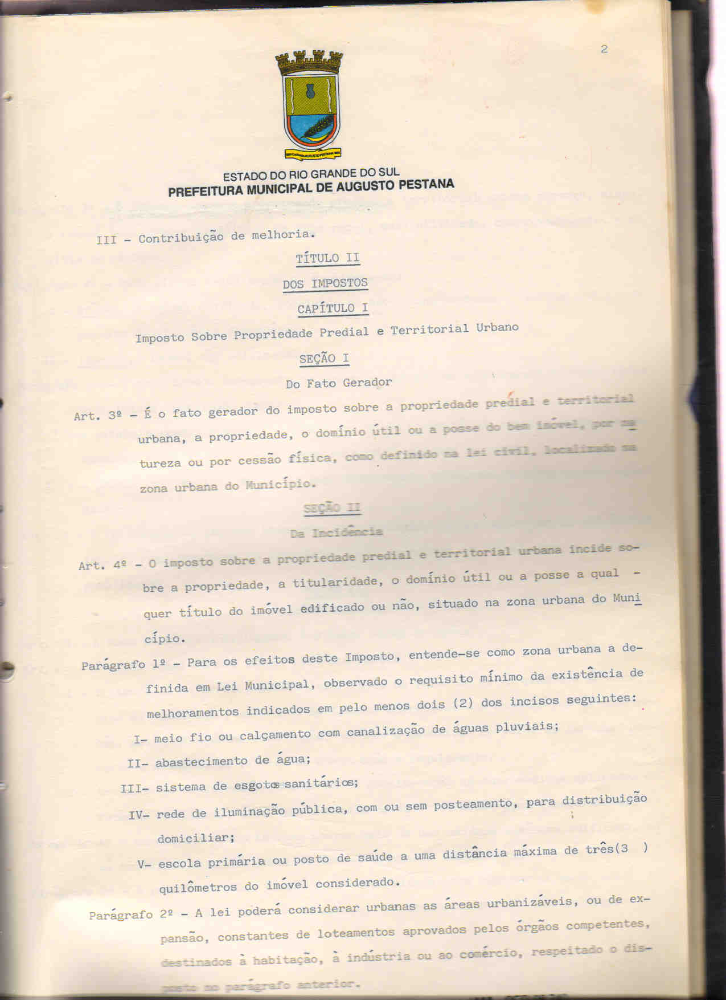 2
AUGUSTO PESTANA
ESTADO DO RIO GRANDE DO SUL
PREFEITURA MUNICIPAL DE AUGUSTO PESTANA
III - Contribuição de melhoria.
TÍTULO II
DOS IMPOSTOS
CAPÍTULO I
Imposto Sobre Propriedade Predial e Territorial Urbano
SEÇÃO I
Do Fato Gerador
Art. 3º - É o fato gerador do imposto sobre a propriedade predial e territorial
urbana, a propriedade, o domínio útil ou a posse do bem imóvel, por na
tureza ou por cessão física, como definido na lei civil, localizado na
zona urbana do Município.
SEÇÃO II
Da Incidência
Art. 4º - O imposto sobre a propriedade predial e territorial urbana incide so-
bre a propriedade, a titularidade, o domínio útil ou a posse a qual -
quer título do imóvel edificado ou não, situado na zona urbana do Muni
cípio.
Parágrafo 1º - Para os efeitos deste Imposto, entende-se como zona urbana a de-
finida em Lei Municipal, observado o requisito mínimo da existência de
melhoramentos indicados em pelo menos dois (2) dos incisos seguintes:
I- meio fio ou calçamento com canalização de águas pluviais;
II- abastecimento de água;
III- sistema de esgotos sanitários;
IV- rede de iluminação pública, com ou sem posteamento, para distribuição
domiciliar;
V- escola primária ou posto de saúde a uma distância máxima de três(3 )
quilômetros do imóvel considerado.
Parágrafo 2º - A lei poderá considerar urbanas as áreas urbanizáveis, ou de ex-
pansão, constantes de loteamentos aprovados pelos órgãos competentes,
destinados à habitação, à indústria ou ao comércio, respeitado o dis-
posto no parágrafo anterior.